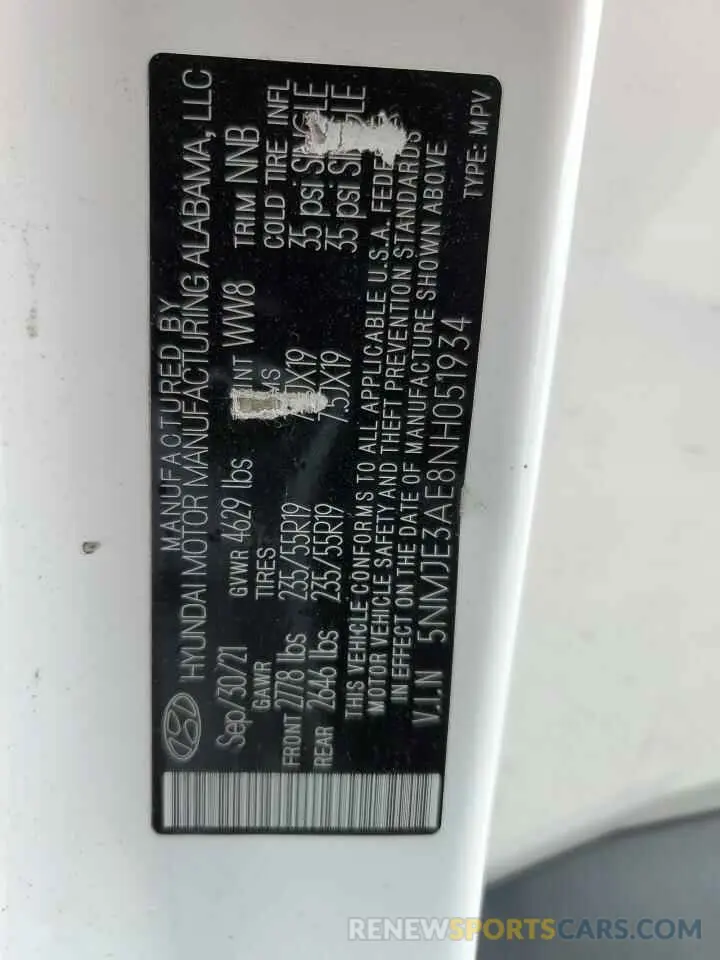 MANUFACTURED BY
HYUNDAI MOTOR MANUFACTURING ALABAMA, LLC
Sep/30/21 GVWR 4629 lbs WW8 TRIM NNB
GAWR TIRES COLD TIRE INFL
FRONT 2778 lbs 235/55R19 35 psi
REAR 2646 lbs 235/55R19 7.5JX19 35 psi
THIS VEHICLE CONFORMS TO ALL APPLICABLE U.S.A.
MOTOR VEHICLE SAFETY AND THEFT PREVENTION STANDARDS
IN EFFECT ON THE DATE OF MANUFACTURE SHOWN ABOVE
V.I.N 5NMJE3AE8NH051934
TYPE: MPV
RENEWSPORTSCARS.COM